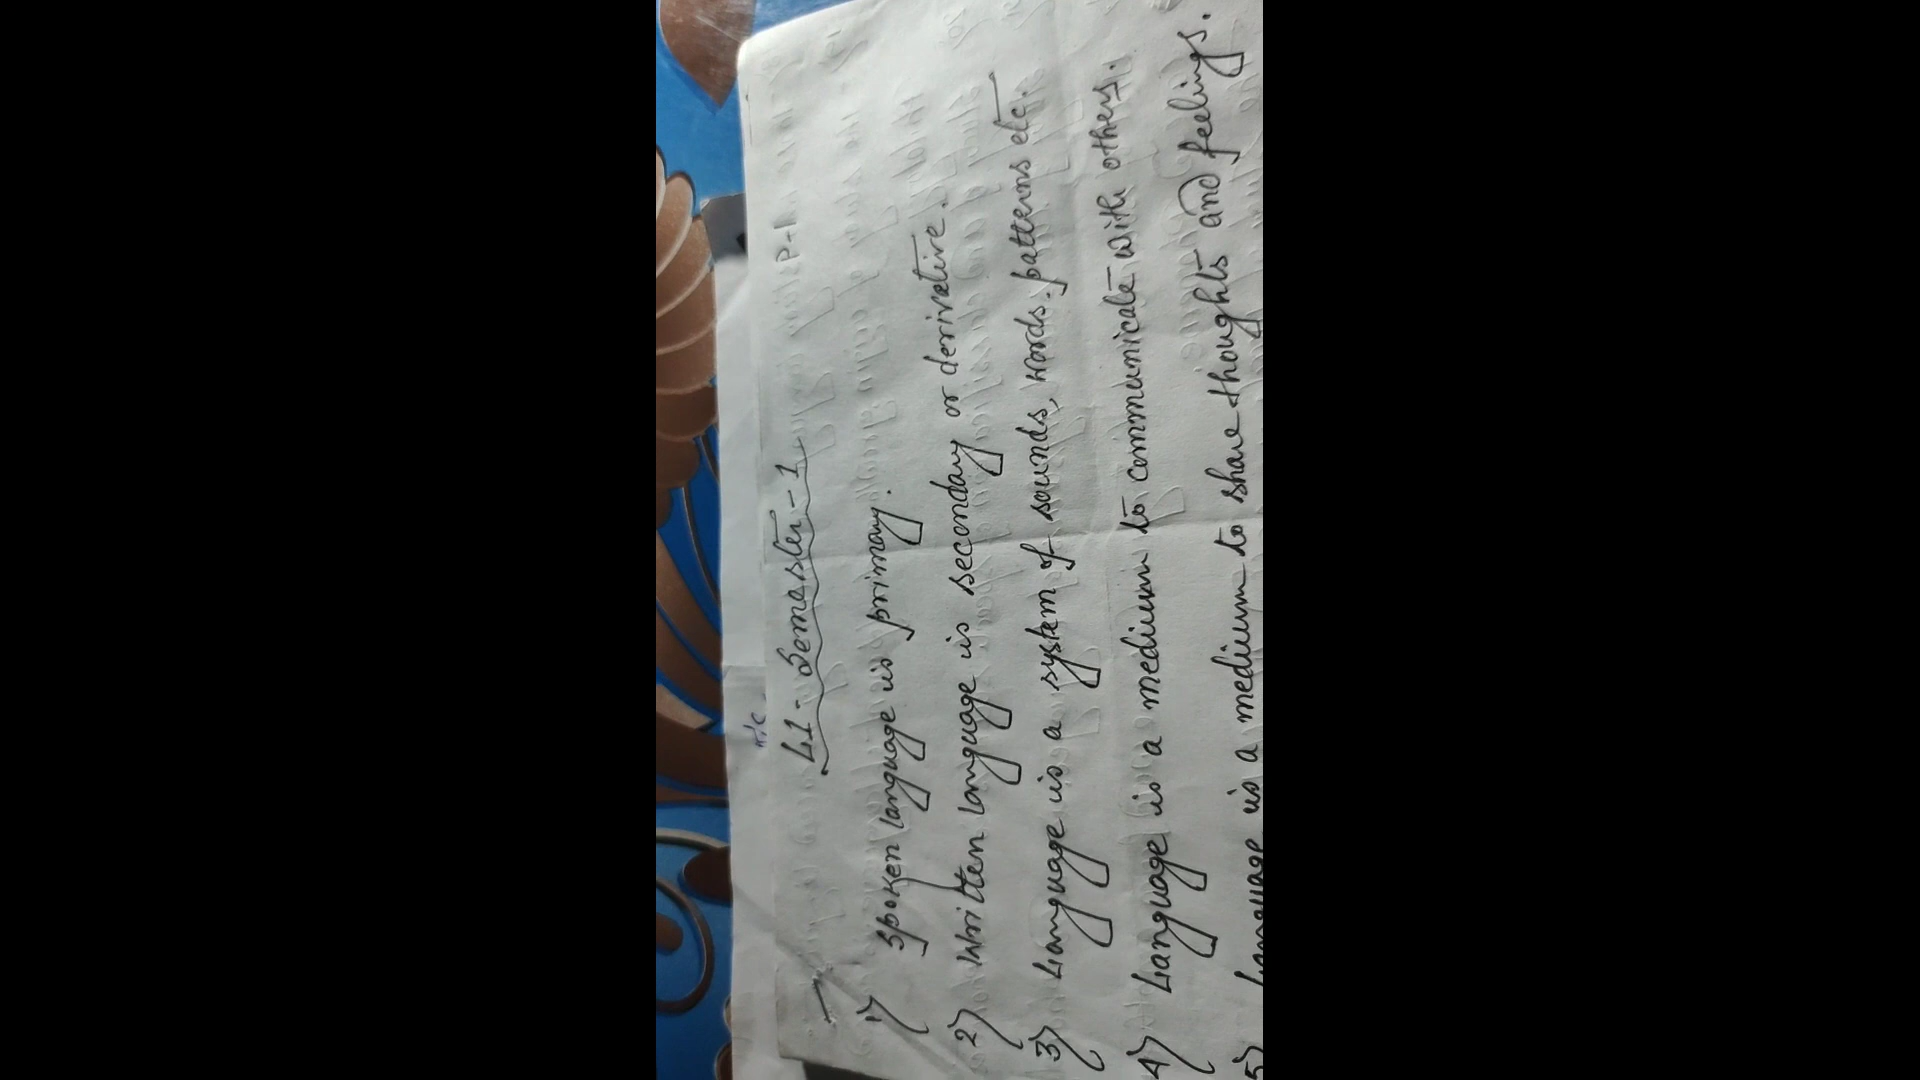 P-1
L1 - Semester - 1
1) Spoken language is primary.
2) Written language is secondary or derivative.
3) Language is a system of sounds, words, patterns etc.
4) Language is a medium to communicate with others.
5) Language is a medium to share thoughts and feelings.